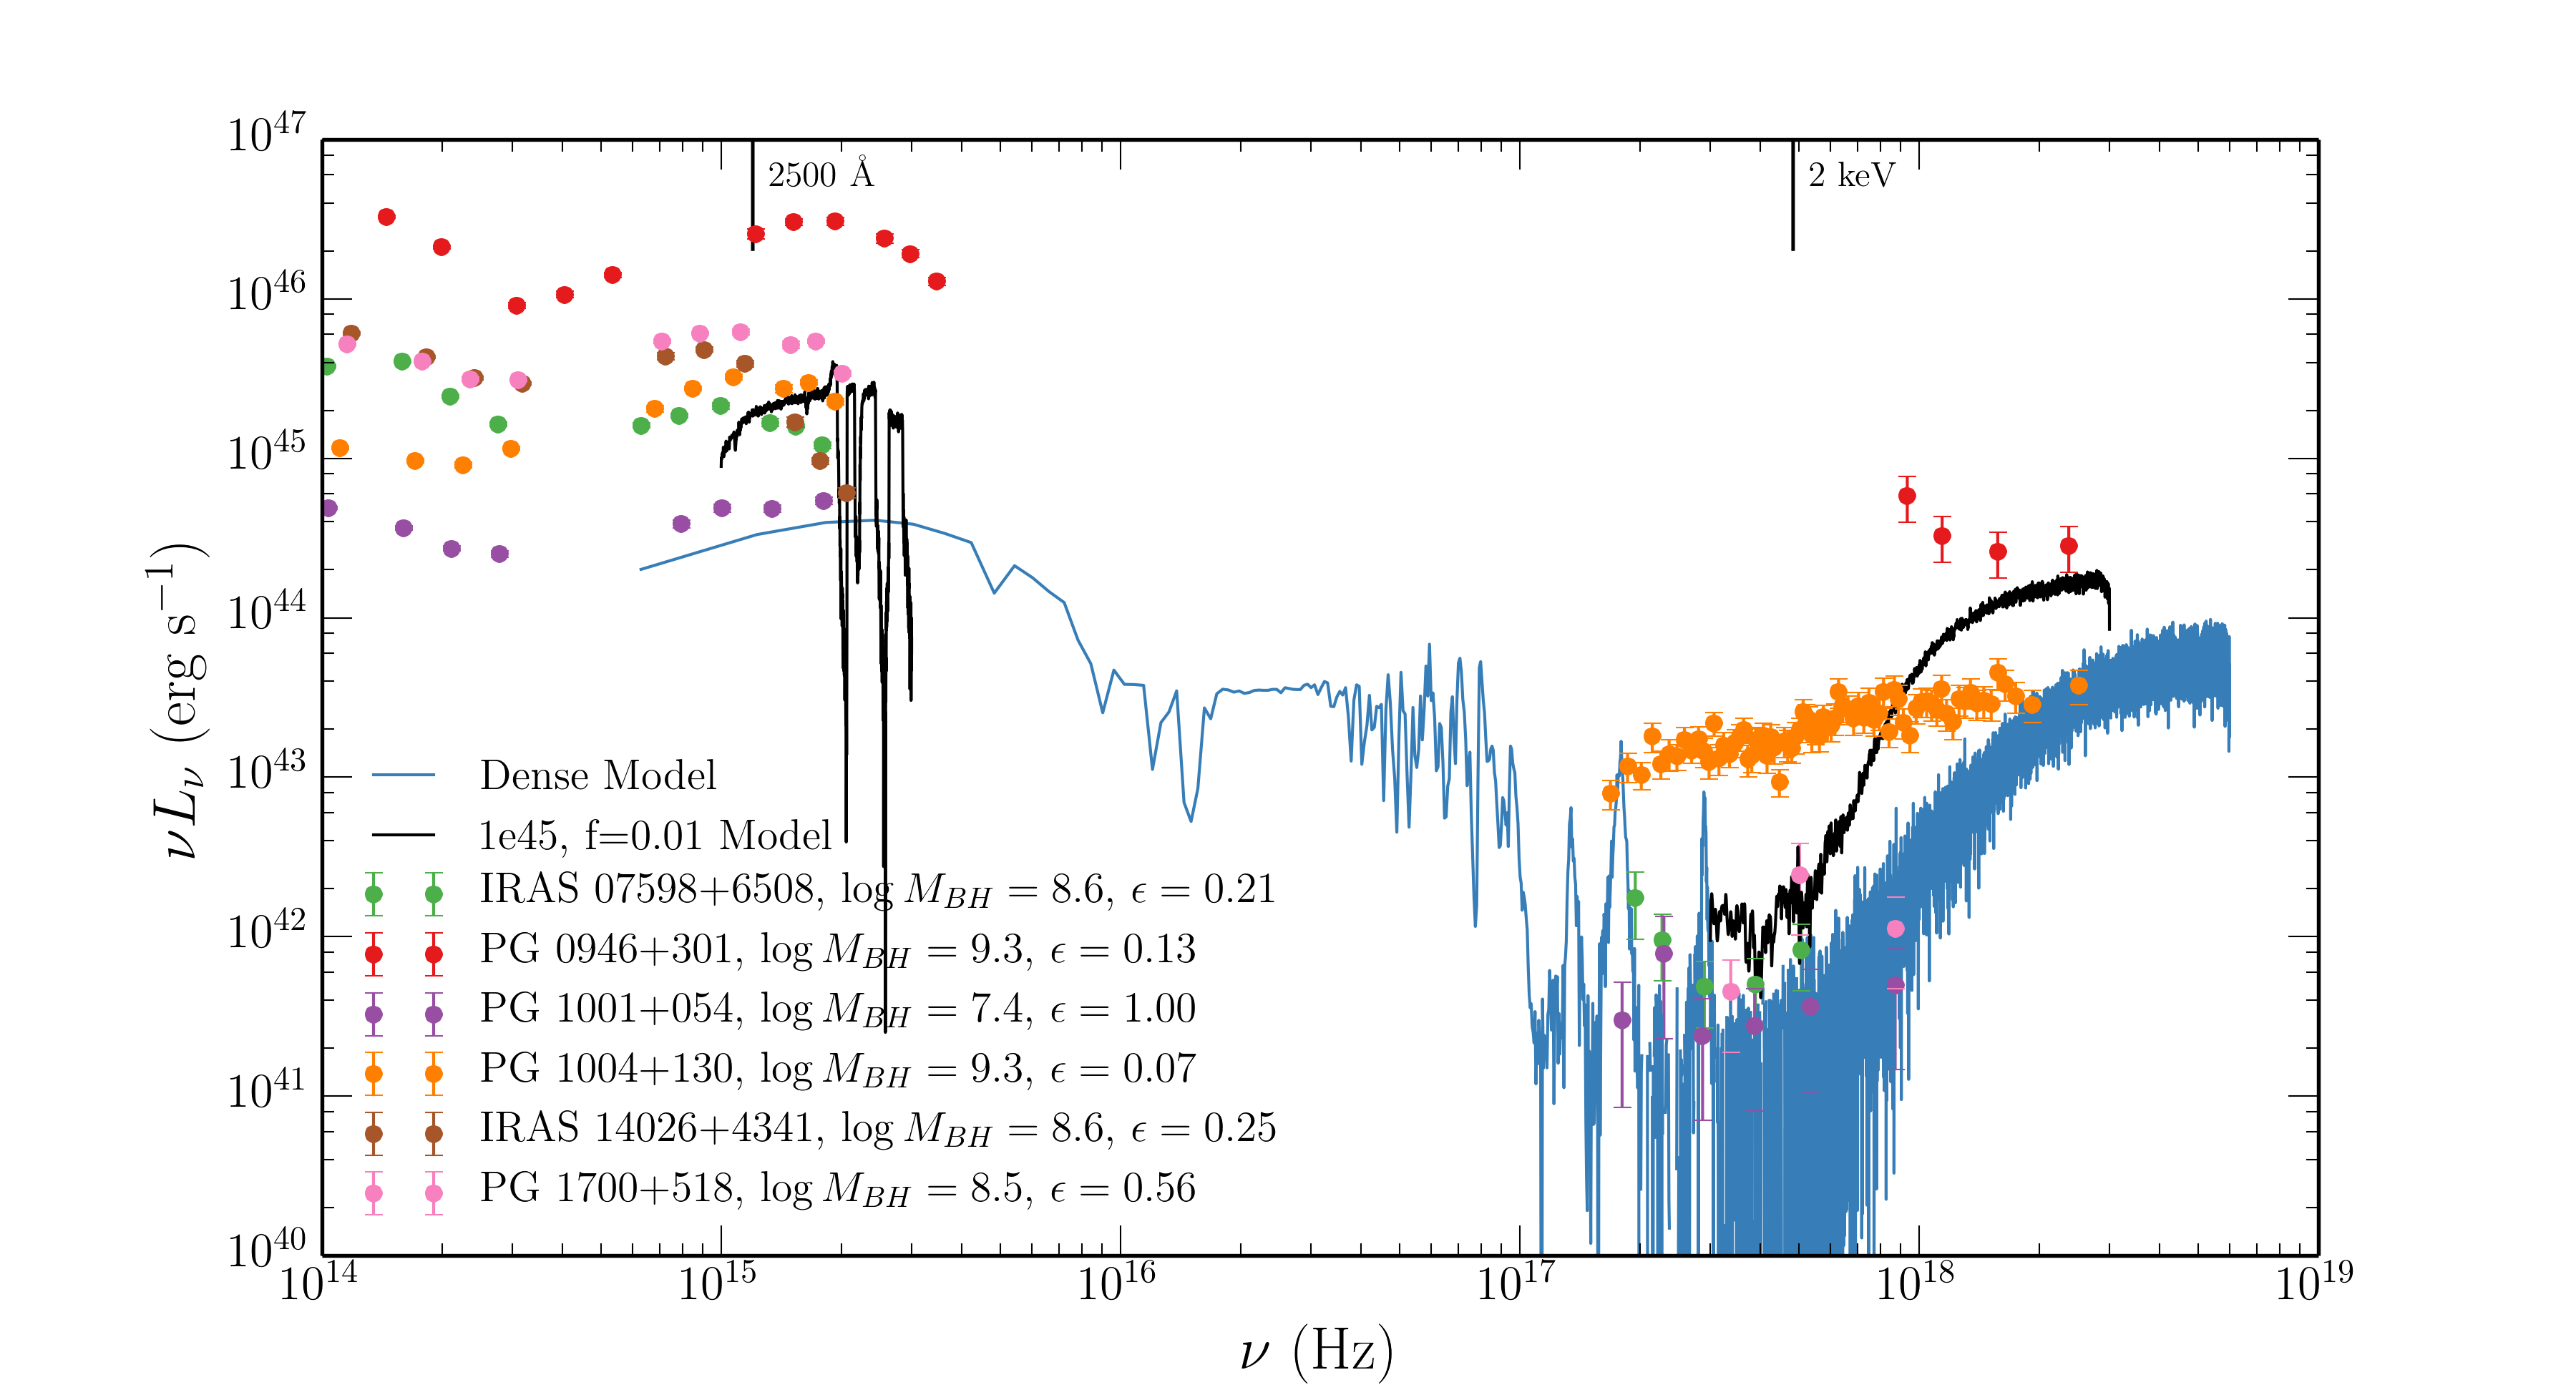 10^47
10^46
10^45
10^44
10^43
10^42
10^41
10^40
νL_ν (erg s^−1)
2500 Å
2 keV
Dense Model
1e45, f=0.01 Model
IRAS 07598+6508, log M_BH = 8.6, ϵ = 0.21
PG 0946+301, log M_BH = 9.3, ϵ = 0.13
PG 1001+054, log M_BH = 7.4, ϵ = 1.00
PG 1004+130, log M_BH = 9.3, ϵ = 0.07
IRAS 14026+4341, log M_BH = 8.6, ϵ = 0.25
PG 1700+518, log M_BH = 8.5, ϵ = 0.56
10^14 10^15 10^16 10^17 10^18 10^19
ν (Hz)